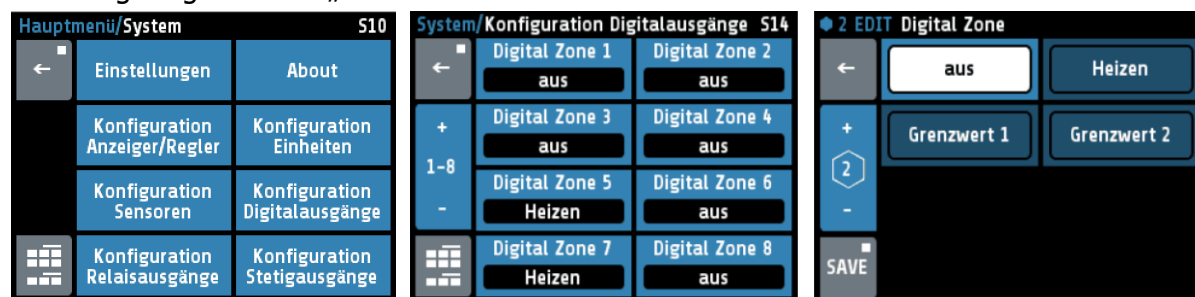 Hauptmenü/System S10
←
Einstellungen
About
Konfiguration
Anzeiger/Regler
Konfiguration
Einheiten
Konfiguration
Sensoren
Konfiguration
Digitalausgänge
Konfiguration
Relaisausgänge
Konfiguration
Stetigausgänge
System/Konfiguration Digitalausgänge S14
←
Digital Zone 1
aus
Digital Zone 2
aus
+
1-8
-
Digital Zone 3
aus
Digital Zone 4
aus
Digital Zone 5
Heizen
Digital Zone 6
aus
Digital Zone 7
Heizen
Digital Zone 8
aus
2 EDIT Digital Zone
←
aus
Heizen
+
2
-
Grenzwert 1
Grenzwert 2
SAVE